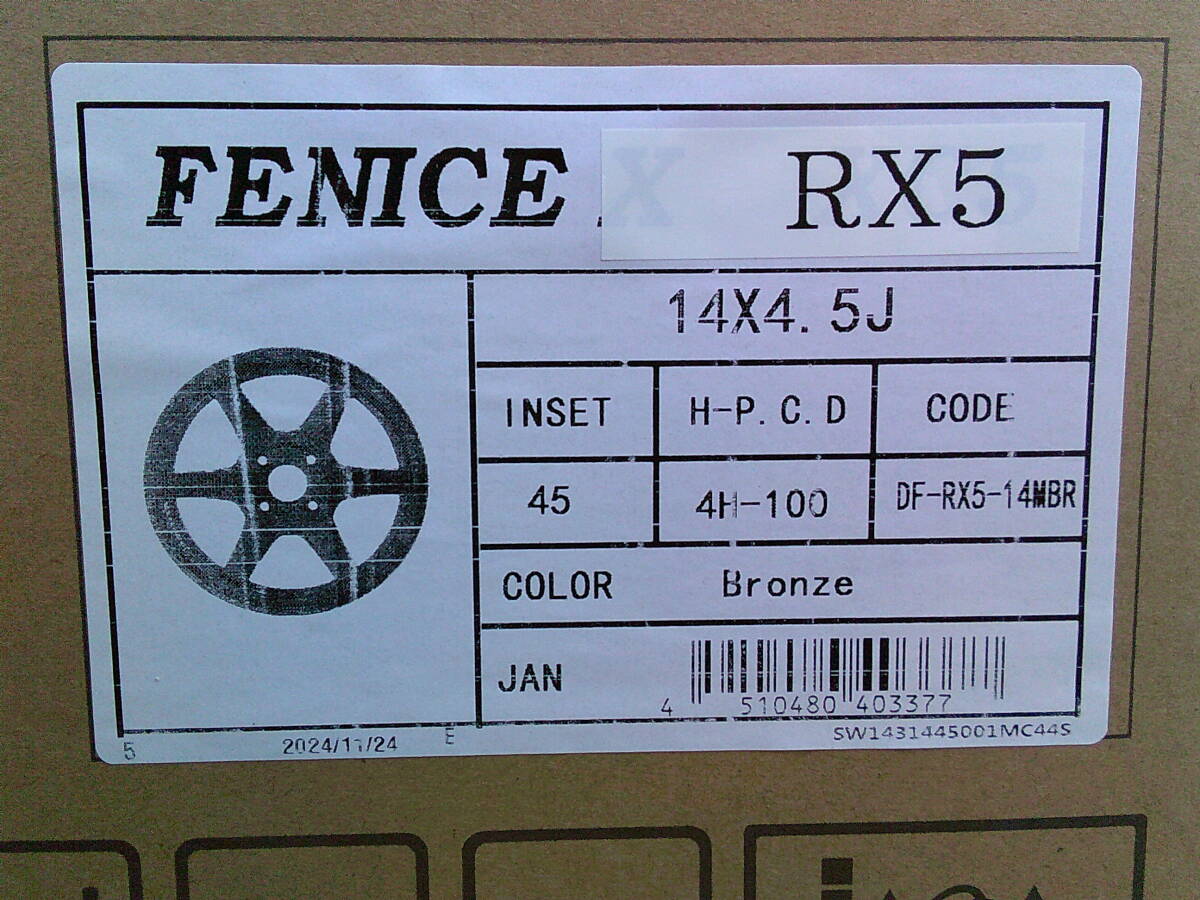 FENICE RX5
14X4.5J
INSET H-P.C.D CODE
45 4H-100 DF-RX5-14MBR
COLOR Bronze
JAN
4 510480 403377
5 2024/11/24 E SW1431445001MC44S